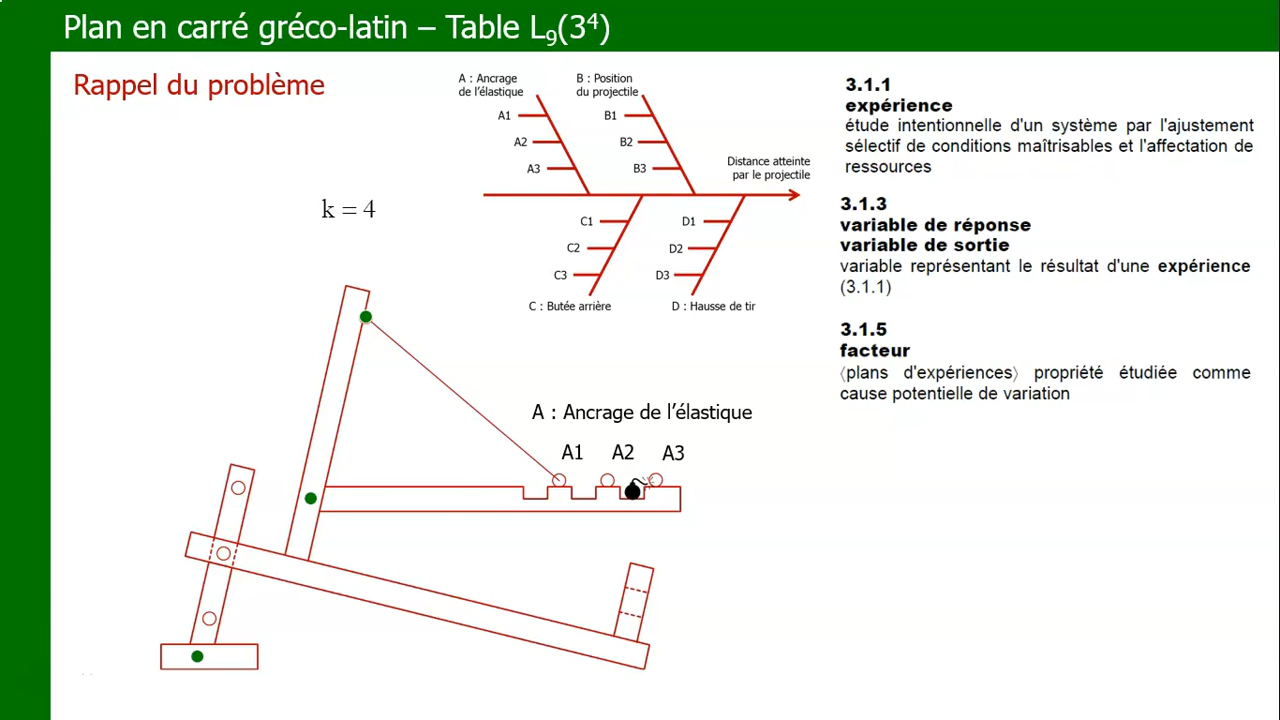 Plan en carré gréco-latin – Table L₉(3⁴)
Rappel du problème
A : Ancrage
de l’élastique
A1
A2
A3
B : Position
du projectile
B1
B2
B3
Distance atteinte
par le projectile
C1
C2
C3
C : Butée arrière
D1
D2
D3
D : Hausse de tir
k = 4
A : Ancrage de l’élastique
A1 A2 A3
3.1.1
expérience
étude intentionnelle d'un système par l'ajustement
sélectif de conditions maîtrisables et l'affectation de
ressources
3.1.3
variable de réponse
variable de sortie
variable représentant le résultat d'une expérience
(3.1.1)
3.1.5
facteur
〈plans d'expériences〉 propriété étudiée comme
cause potentielle de variation